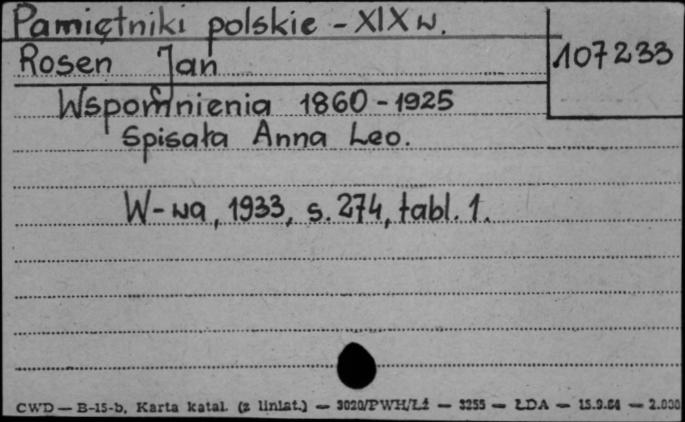 Pamiętniki polskie - XIX w.
Rosen Jan
107233
Wspomnienia 1860 - 1925
Spisała Anna Leo.
W-wa, 1933, s. 274, tabl. 1.
CWD — B-15-b, Karta katal. (z liniat.) — 3020/PWH/Łź — 3255 — ŁDA — 15.9.64 — 2.000